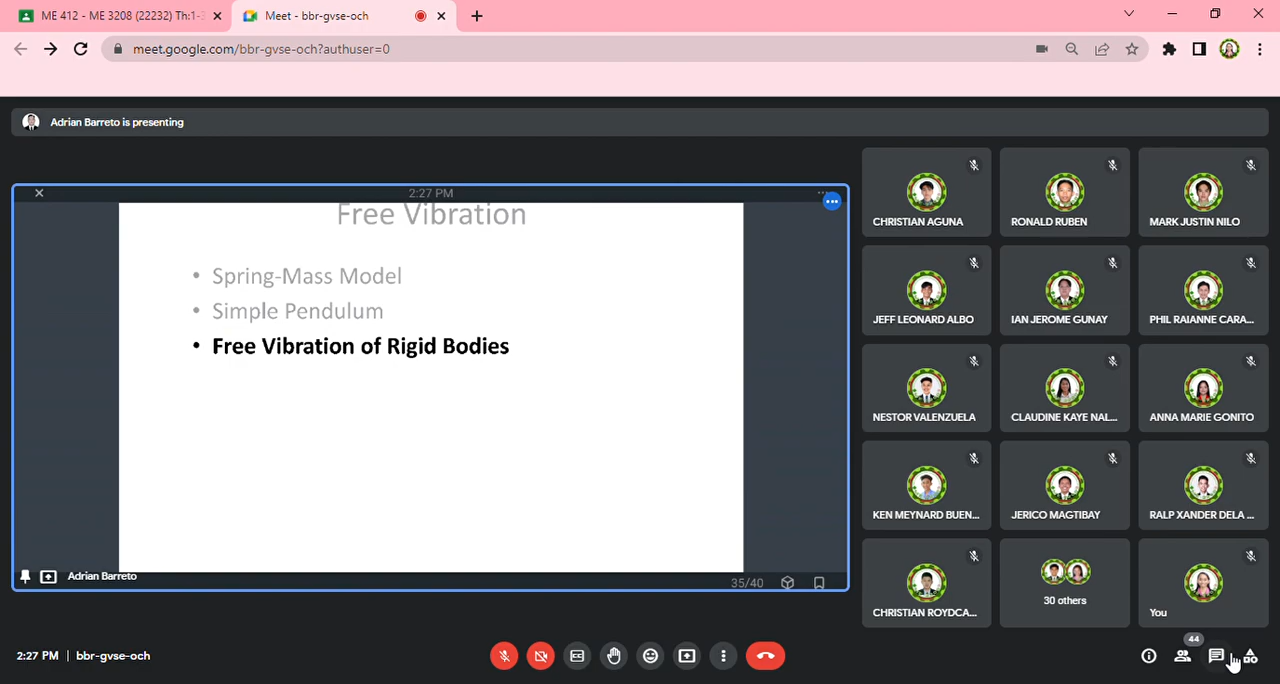 ME 412 - ME 3208 (22232) Th:1-3
Meet - bbr-gvse-och
meet.google.com/bbr-gvse-och?authuser=0
Adrian Barreto is presenting
2:27 PM
Free Vibration
• Spring-Mass Model
• Simple Pendulum
• Free Vibration of Rigid Bodies
Adrian Barreto
35/40
CHRISTIAN AGUNA
RONALD RUBEN
MARK JUSTIN NILO
JEFF LEONARD ALBO
IAN JEROME GUNAY
PHIL RAIANNE CARA...
NESTOR VALENZUELA
CLAUDINE KAYE NAL...
ANNA MARIE GONITO
KEN MEYNARD BUEN...
JERICO MAGTIBAY
RALP XANDER DELA ...
CHRISTIAN ROYDCA...
30 others
You
2:27 PM | bbr-gvse-och
44